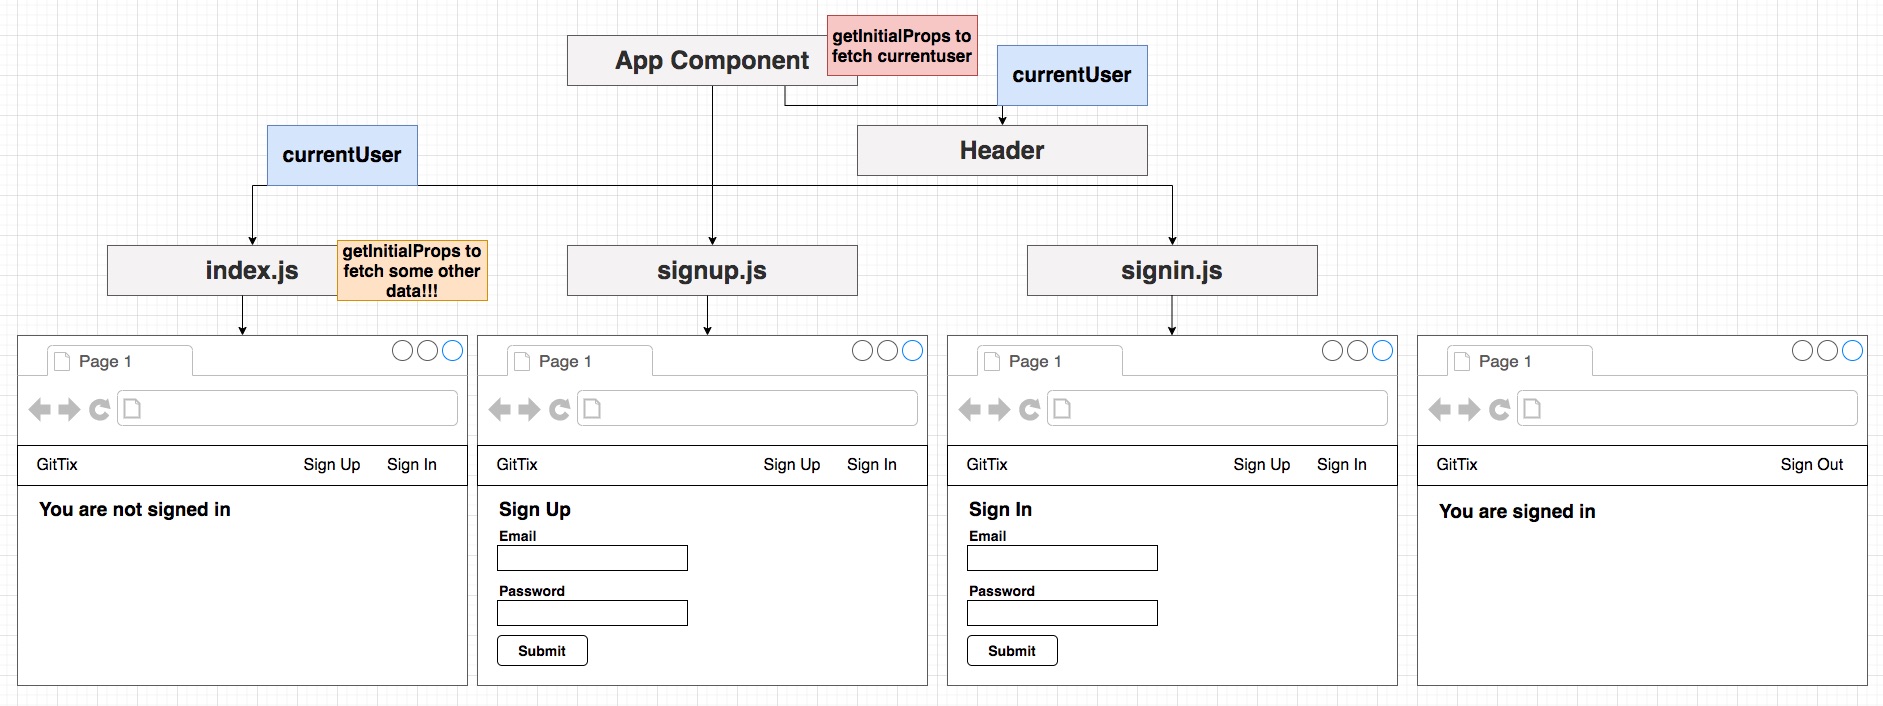 App Component
getInitialProps to
fetch currentuser
currentUser
Header
currentUser
index.js
getInitialProps to
fetch some other
data!!!
signup.js
signin.js
Page 1
GitTix
Sign Up
Sign In
You are not signed in
Page 1
GitTix
Sign Up
Sign In
Sign Up
Email
Password
Submit
Page 1
GitTix
Sign Up
Sign In
Sign In
Email
Password
Submit
Page 1
GitTix
Sign Out
You are signed in